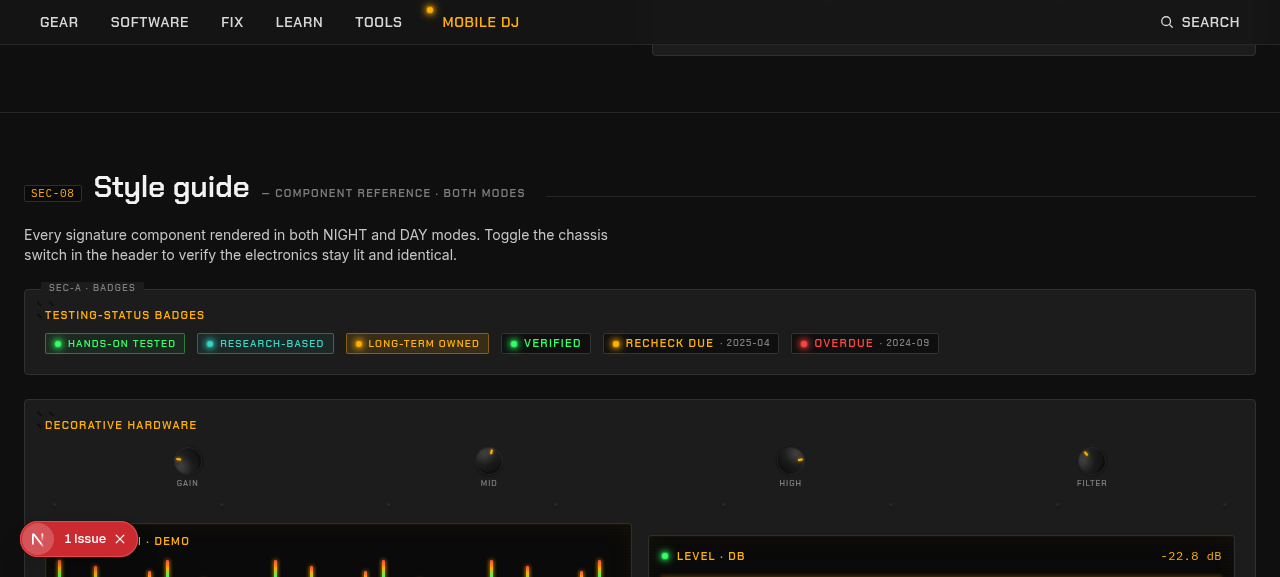 GEAR SOFTWARE FIX LEARN TOOLS MOBILE DJ SEARCH
SEC-08 Style guide — COMPONENT REFERENCE · BOTH MODES
Every signature component rendered in both NIGHT and DAY modes. Toggle the chassis
switch in the header to verify the electronics stay lit and identical.
SEC-A · BADGES
TESTING-STATUS BADGES
HANDS-ON TESTED RESEARCH-BASED LONG-TERM OWNED VERIFIED RECHECK DUE · 2025-04 OVERDUE · 2024-09
DECORATIVE HARDWARE
GAIN MID HIGH FILTER
N 1 Issue
· DEMO
LEVEL · DB -22.8 dB